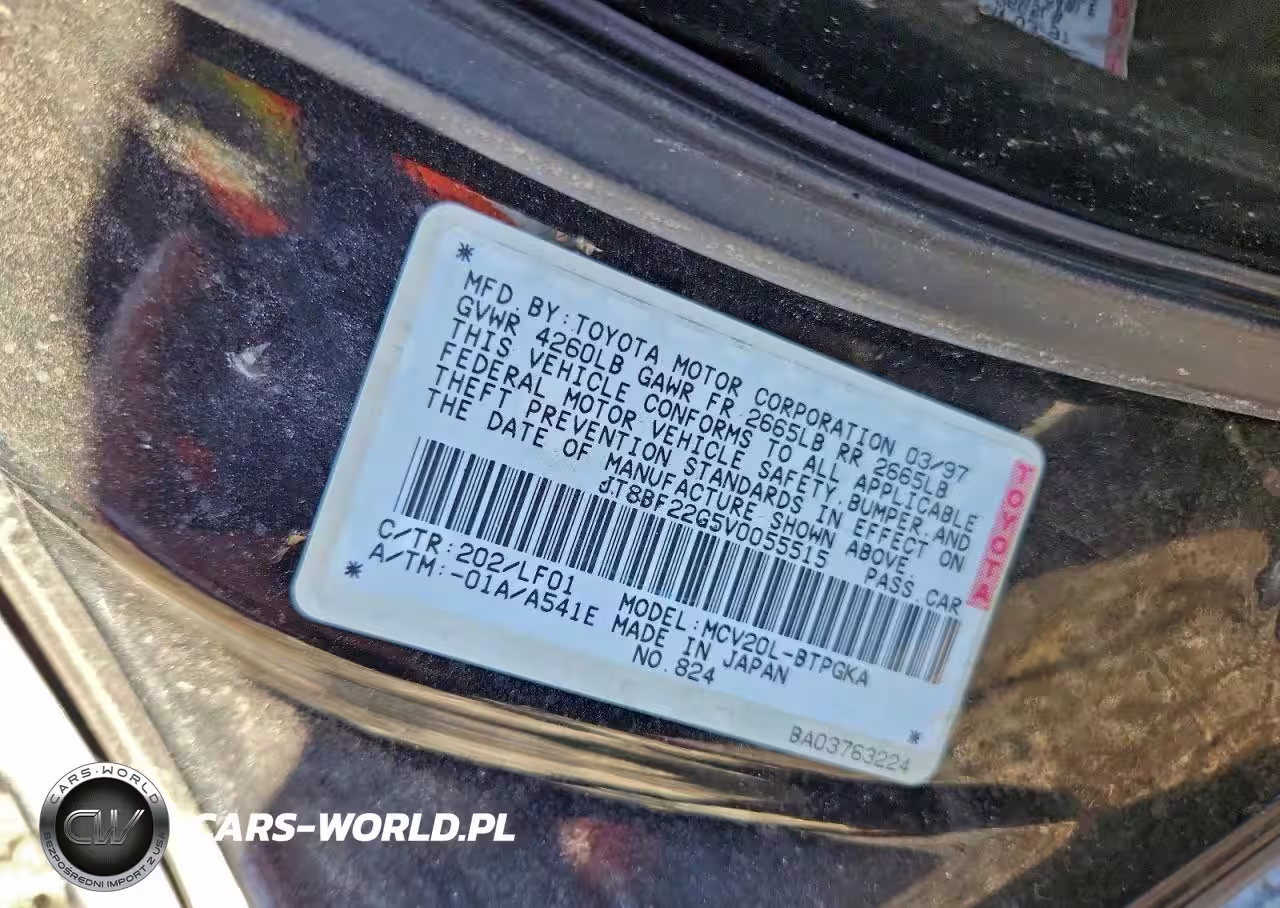 *
MFD BY:TOYOTA MOTOR CORPORATION 03/97
GVWR 4260LB GAWR FR 2665LB RR 2665LB
THIS VEHICLE CONFORMS TO ALL APPLICABLE
FEDERAL MOTOR VEHICLE SAFETY,BUMPER,AND
THEFT PREVENTION STANDARDS IN EFFECT ON
THE DATE OF MANUFACTURE SHOWN ABOVE.
JT8BF22G5V0055515 PASS.CAR
TOYOTA
C/TR:202/LF01 MODEL:MCV20L-BTPGKA
A/TM:-01A/A541E MADE IN JAPAN
* NO.824
*
BA03763224
CARS-WORLD
CW
BEZPOŚREDNI IMPORT Z USA
CARS-WORLD.PL